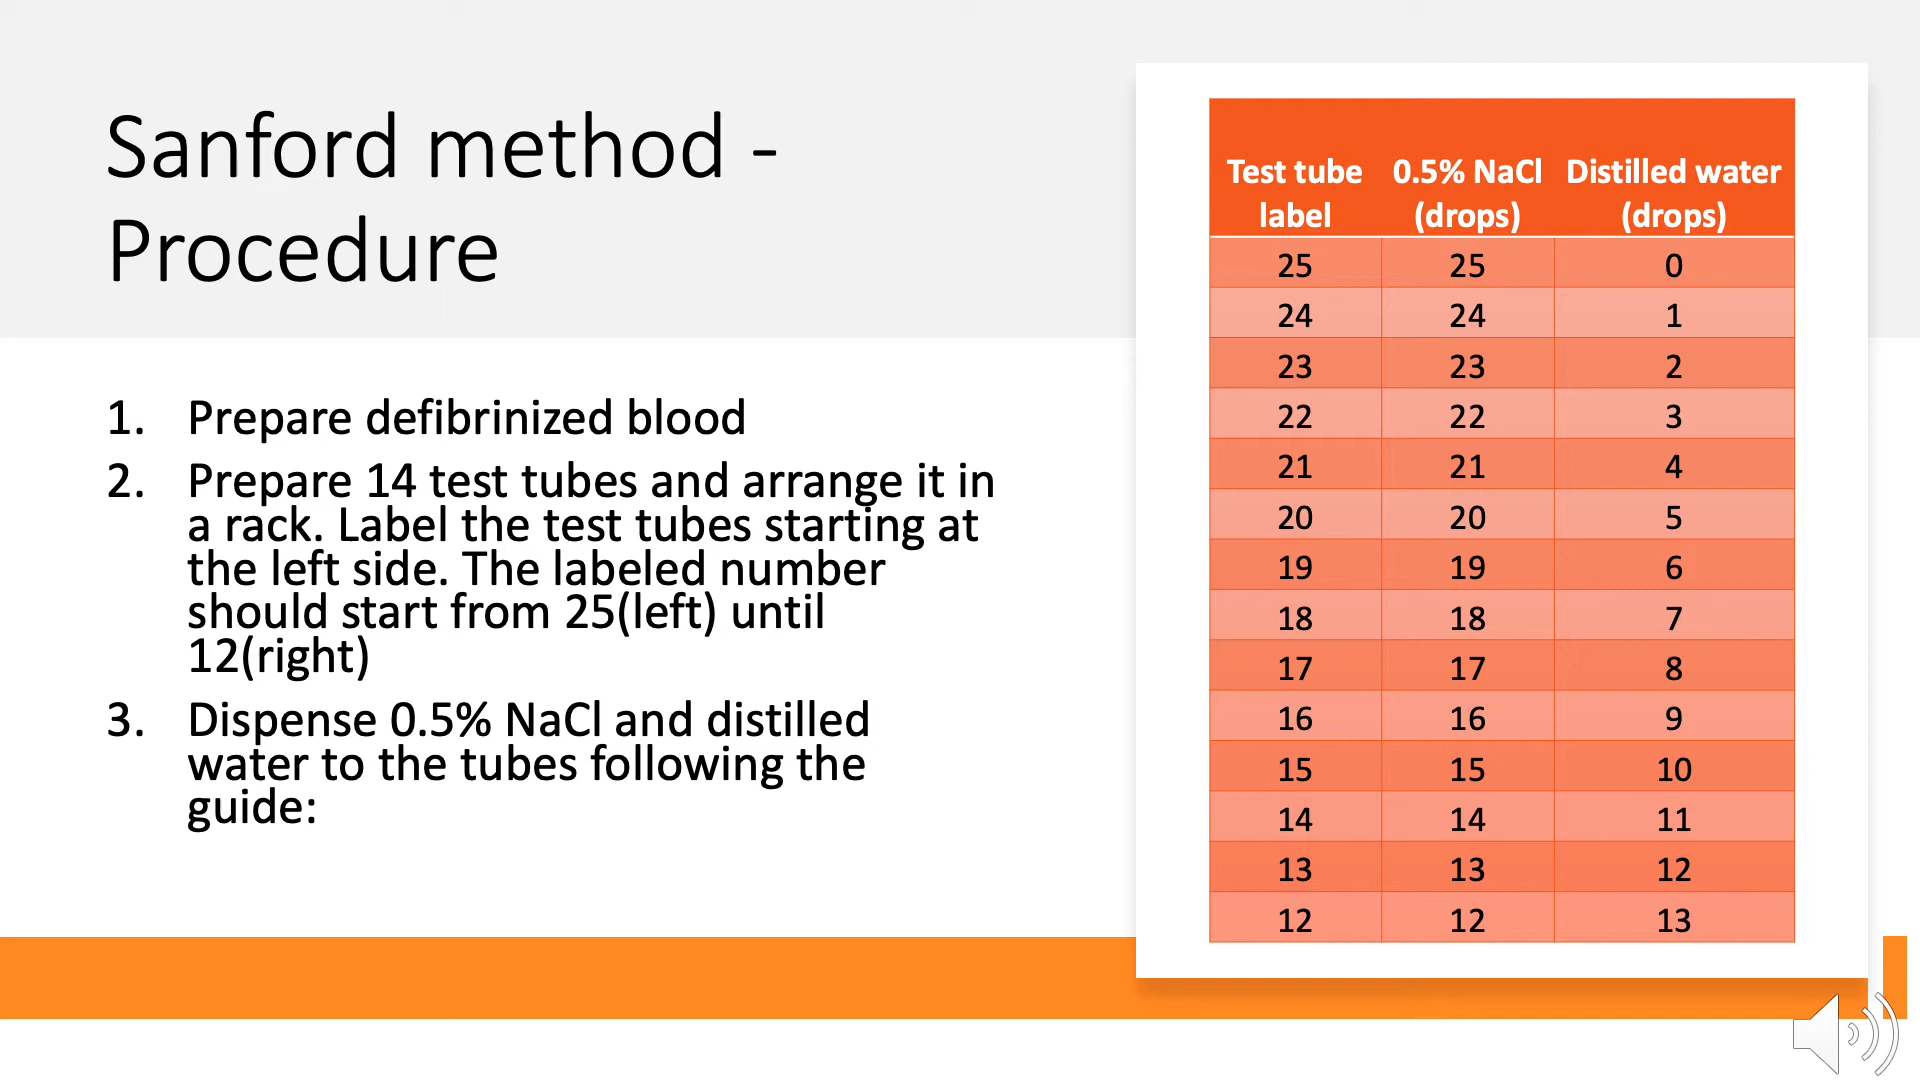 Sanford method -
Procedure
1. Prepare defibrinized blood
2. Prepare 14 test tubes and arrange it in
a rack. Label the test tubes starting at
the left side. The labeled number
should start from 25(left) until
12(right)
3. Dispense 0.5% NaCl and distilled
water to the tubes following the
guide:
Test tube label 0.5% NaCl (drops) Distilled water (drops)
25 25 0
24 24 1
23 23 2
22 22 3
21 21 4
20 20 5
19 19 6
18 18 7
17 17 8
16 16 9
15 15 10
14 14 11
13 13 12
12 12 13